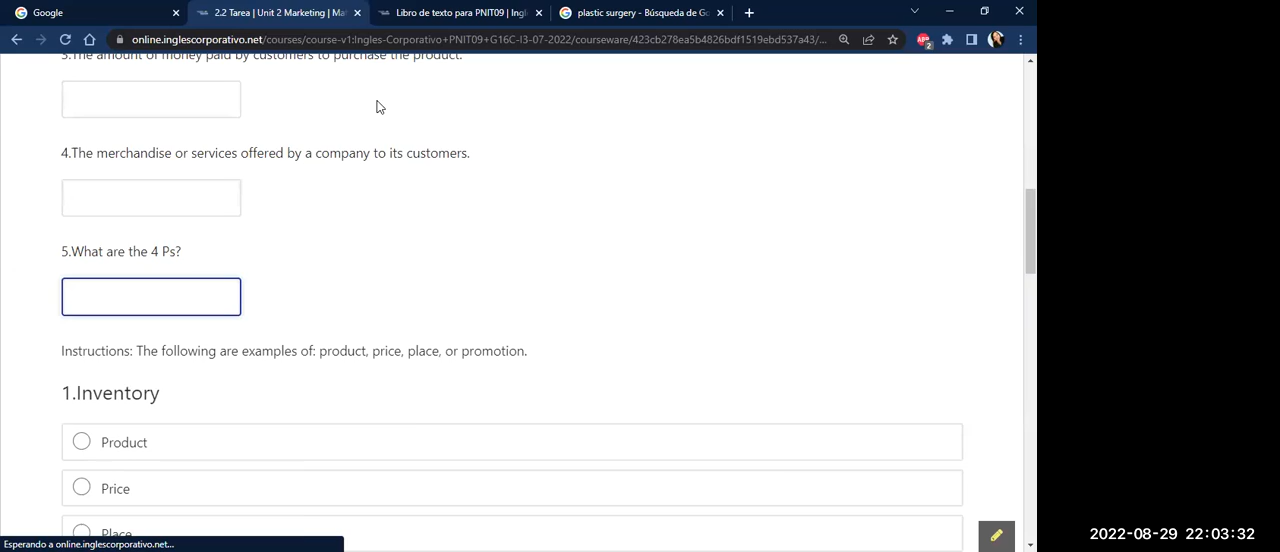 Google
2.2 Tarea | Unit 2 Marketing | Ma
Libro de texto para PNIT09 | Ingl
plastic surgery - Búsqueda de Go
online.inglescorporativo.net/courses/course-v1:Ingles-Corporativo+PNIT09+G16C-I3-07-2022/courseware/423cb278ea5b4826bdf1519ebd537a43/...
2
3.The amount of money paid by customers to purchase the product.
4.The merchandise or services offered by a company to its customers.
5.What are the 4 Ps?
Instructions: The following are examples of: product, price, place, or promotion.
1.Inventory
Product
Price
Place
Esperando a online.inglescorporativo.net...
2022-08-29 22:03:32